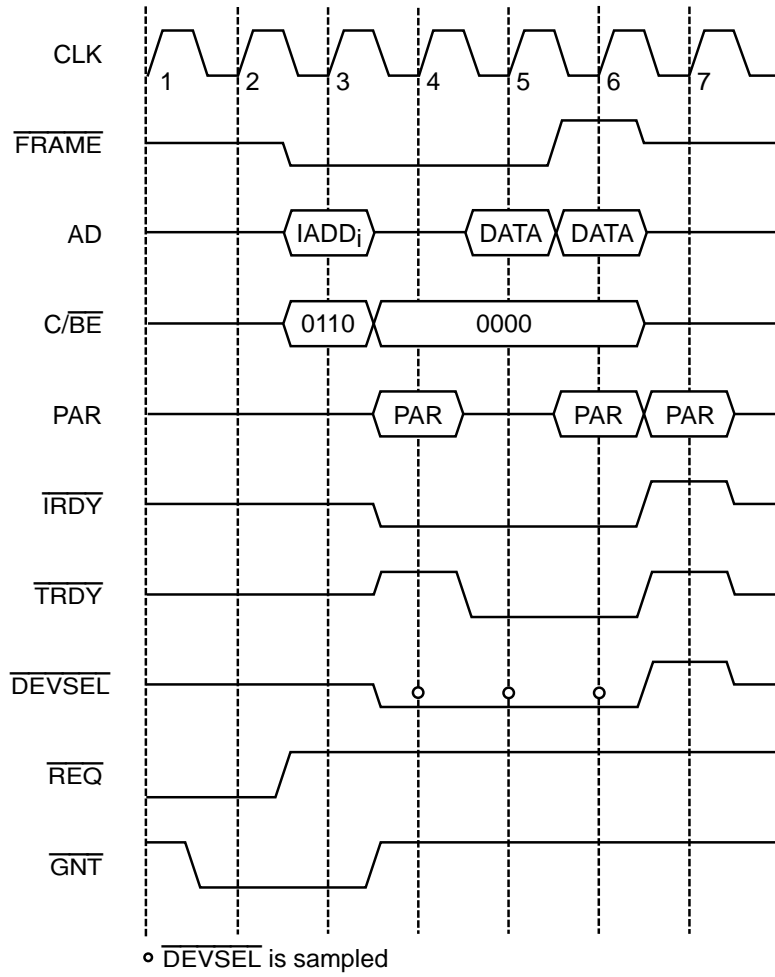 CLK
1 2 3 4 5 6 7
FRAME
AD IADDi DATA DATA
C/BE 0110 0000
PAR PAR PAR PAR
IRDY
TRDY
DEVSEL
REQ
GNT
DEVSEL is sampled